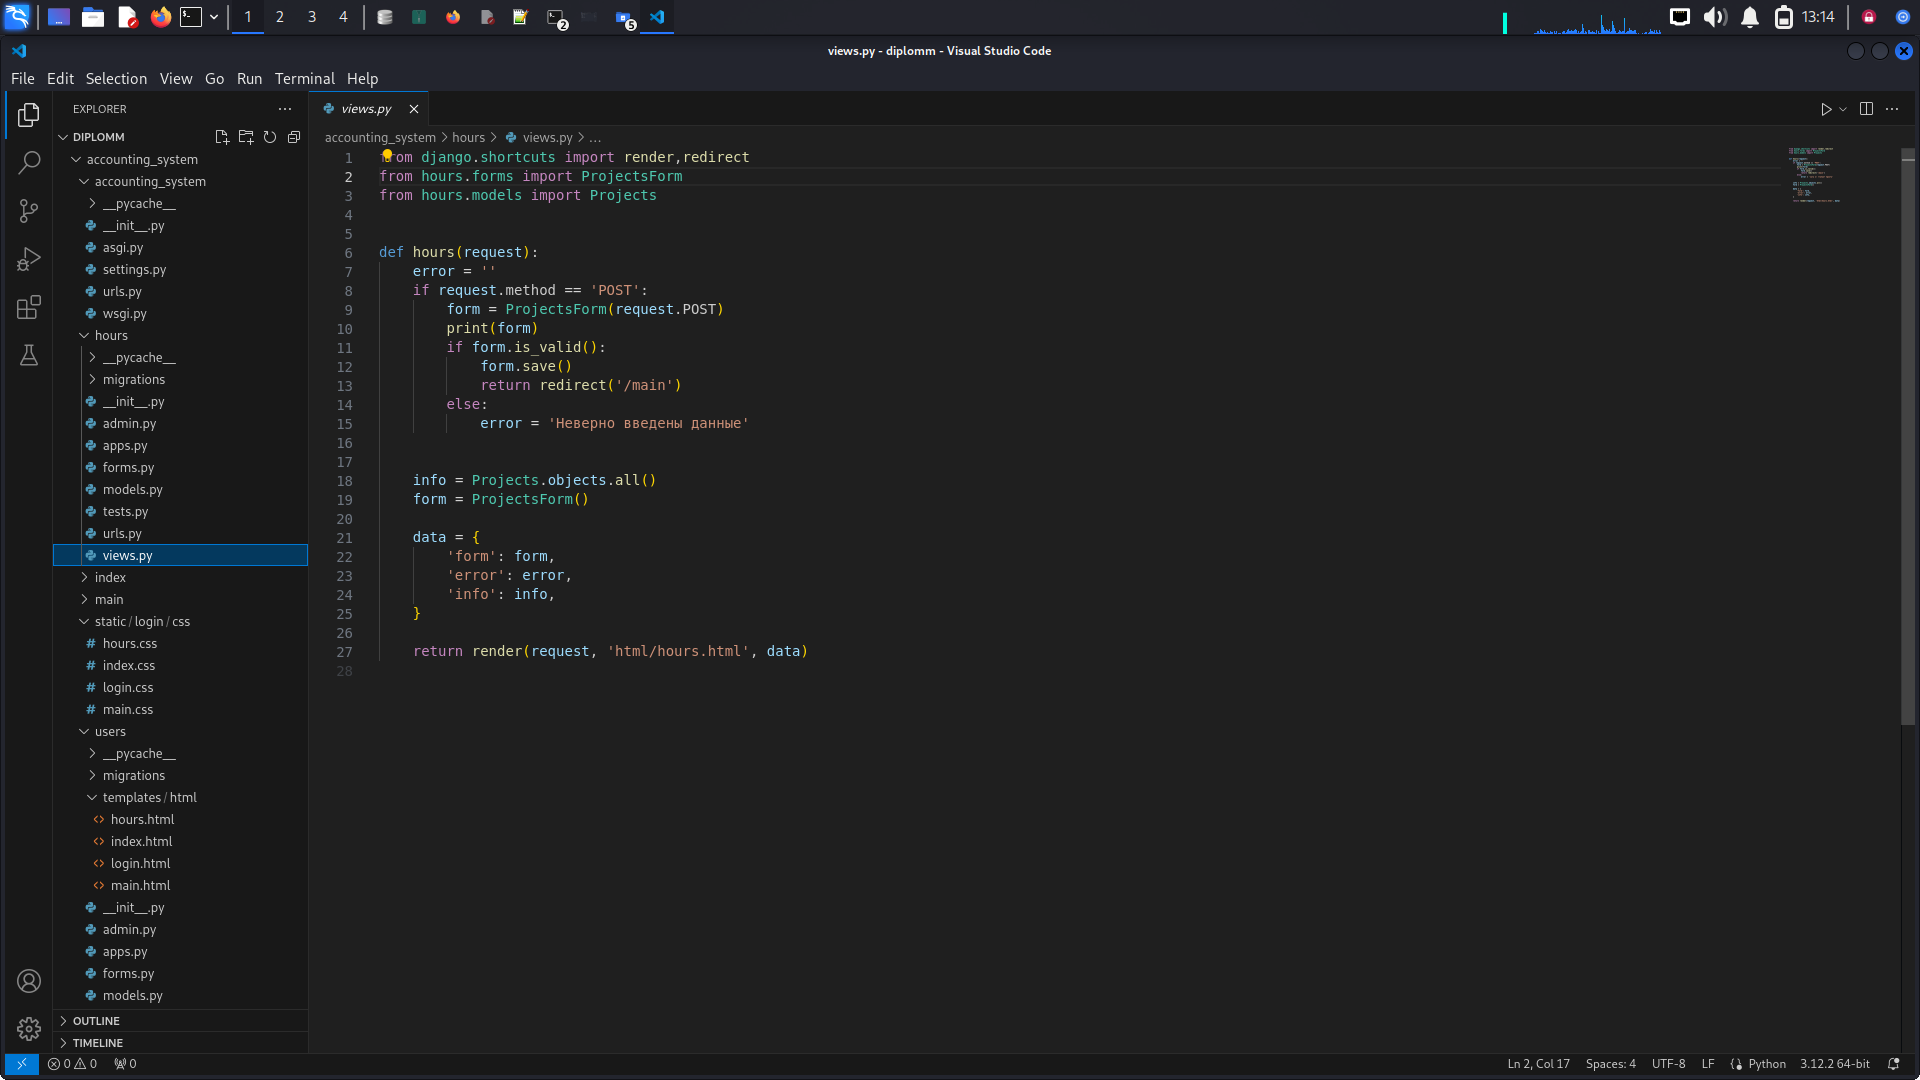 1 2 3 4
2
5
13:14
views.py - diplomm - Visual Studio Code
File Edit Selection View Go Run Terminal Help
EXPLORER
DIPLOMM
accounting_system
accounting_system
__pycache__
__init__.py
asgi.py
settings.py
urls.py
wsgi.py
hours
__pycache__
migrations
__init__.py
admin.py
apps.py
forms.py
models.py
tests.py
urls.py
views.py
index
main
static / login / css
hours.css
index.css
login.css
main.css
users
__pycache__
migrations
templates / html
hours.html
index.html
login.html
main.html
__init__.py
admin.py
apps.py
forms.py
models.py
OUTLINE
TIMELINE
views.py
accounting_system > hours > views.py > ...
1 from django.shortcuts import render,redirect
2 from hours.forms import ProjectsForm
3 from hours.models import Projects
4
5
6 def hours(request):
7 error = ''
8 if request.method == 'POST':
9 form = ProjectsForm(request.POST)
10 print(form)
11 if form.is_valid():
12 form.save()
13 return redirect('/main')
14 else:
15 error = 'Неверно введены данные'
16
17
18 info = Projects.objects.all()
19 form = ProjectsForm()
20
21 data = {
22 'form': form,
23 'error': error,
24 'info': info,
25 }
26
27 return render(request, 'html/hours.html', data)
28
0 0 0
Ln 2, Col 17 Spaces: 4 UTF-8 LF Python 3.12.2 64-bit